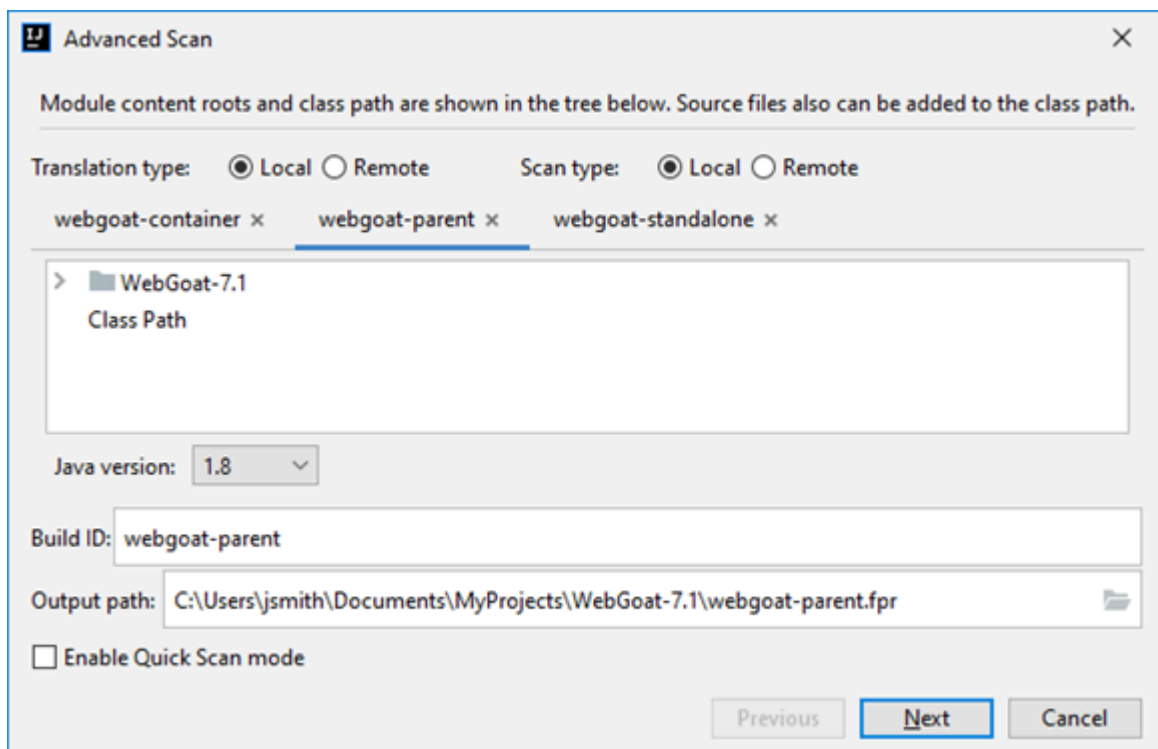 IJ
Advanced Scan
Module content roots and class path are shown in the tree below. Source files also can be added to the class path.
Translation type: Local Remote Scan type: Local Remote
webgoat-container × webgoat-parent × webgoat-standalone ×
WebGoat-7.1
Class Path
Java version: 1.8
Build ID: webgoat-parent
Output path: C:\Users\jsmith\Documents\MyProjects\WebGoat-7.1\webgoat-parent.fpr
Enable Quick Scan mode
Previous Next Cancel